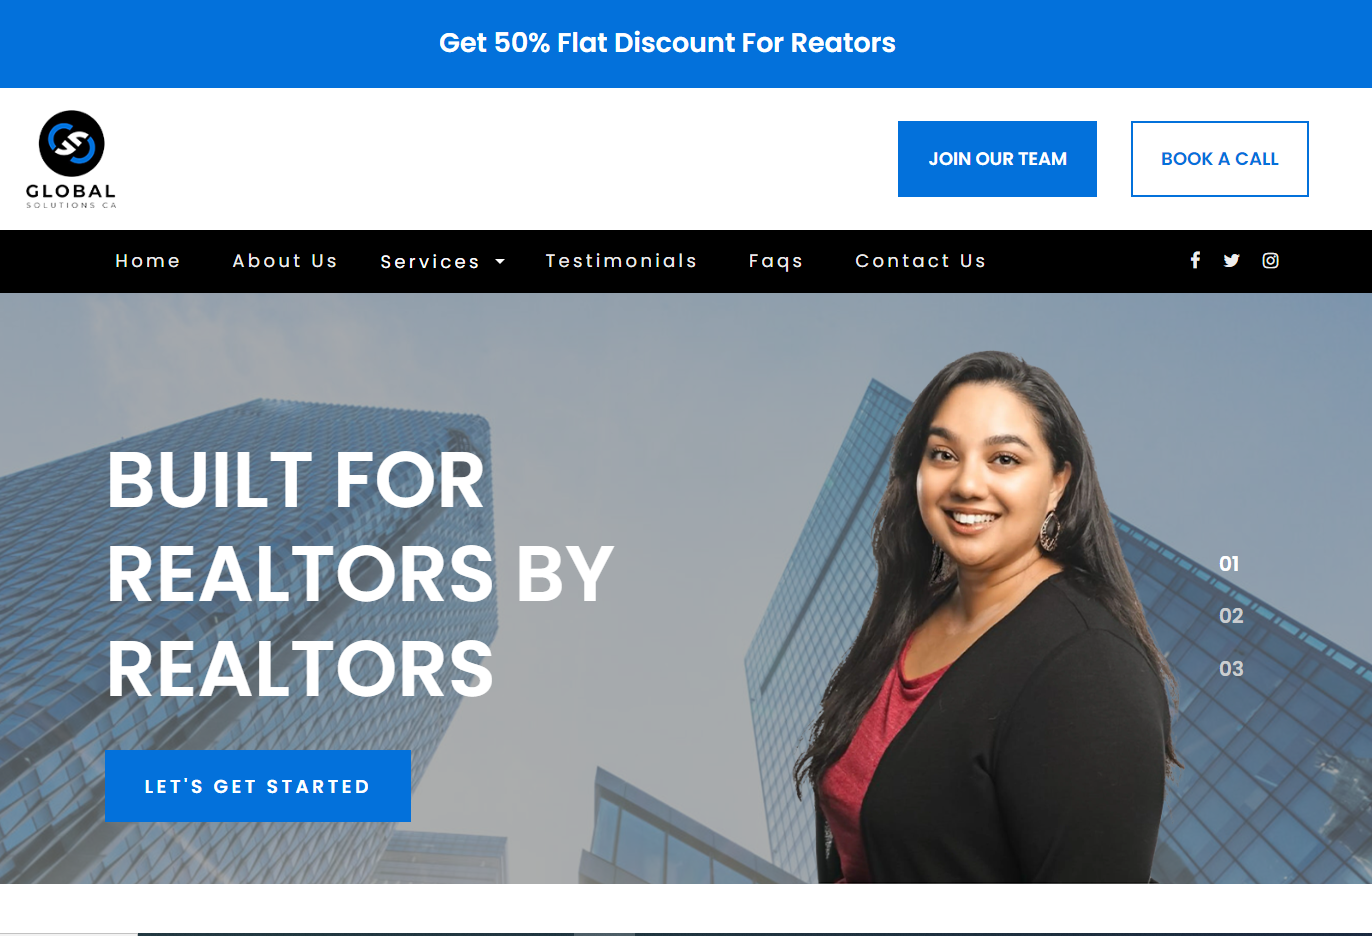 Get 50% Flat Discount For Reators
GLOBAL
SOLUTIONS CA
JOIN OUR TEAM
BOOK A CALL
Home About Us Services Testimonials Faqs Contact Us
BUILT FOR
REALTORS BY
REALTORS
01
02
03
LET'S GET STARTED